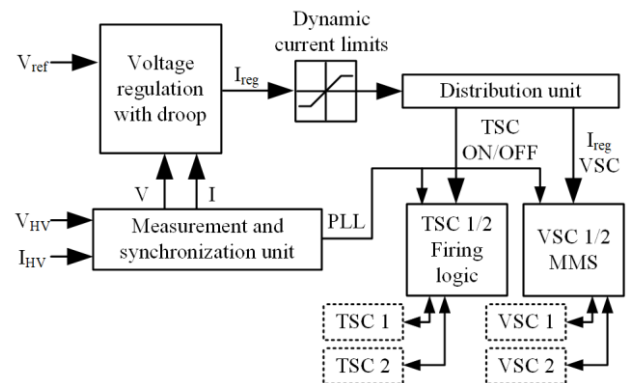 Dynamic
current limits
V_ref
Voltage
regulation
with droop
I_reg
Distribution unit
TSC
ON/OFF
I_reg
VSC
V
I
V_HV
I_HV
Measurement and
synchronization unit
PLL
TSC 1/2
Firing
logic
VSC 1/2
MMS
TSC 1
TSC 2
VSC 1
VSC 2